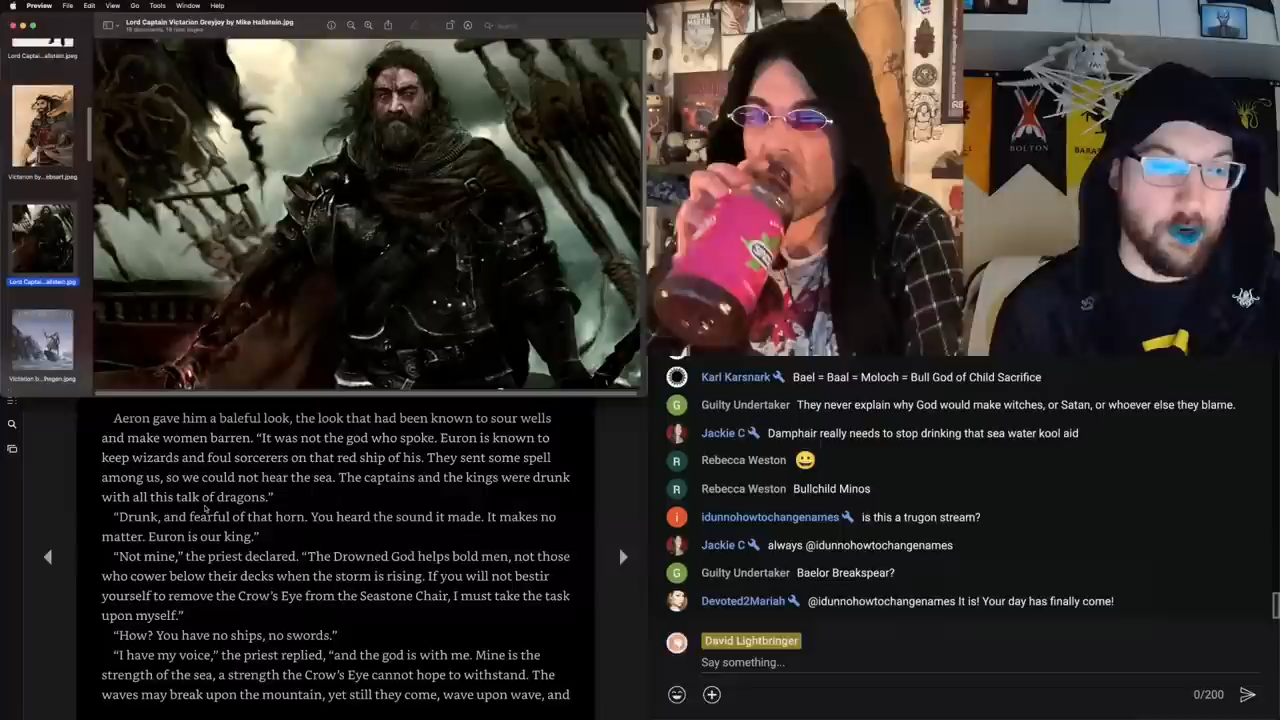 Preview File Edit View Go Tools Window Help
Lord Captain Victarion Greyjoy by Mike Hallstein.jpg
Search
Lord Captai...allstein.jpeg
Victarion by...ebsart.jpeg
Lord Captai...allstein.jpg
Victarion b...lhegen.jpeg
BOLTON
BARA
Aeron gave him a baleful look, the look that had been known to sour wells
and make women barren. “It was not the god who spoke. Euron is known to
keep wizards and foul sorcerers on that red ship of his. They sent some spell
among us, so we could not hear the sea. The captains and the kings were drunk
with all this talk of dragons.”
“Drunk, and fearful of that horn. You heard the sound it made. It makes no
matter. Euron is our king.”
“Not mine,” the priest declared. “The Drowned God helps bold men, not those
who cower below their decks when the storm is rising. If you will not bestir
yourself to remove the Crow’s Eye from the Seastone Chair, I must take the task
upon myself.”
“How? You have no ships, no swords.”
“I have my voice,” the priest replied, “and the god is with me. Mine is the
strength of the sea, a strength the Crow’s Eye cannot hope to withstand. The
waves may break upon the mountain, yet still they come, wave upon wave, and
Karl Karsnark Bael = Baal = Moloch = Bull God of Child Sacrifice
G Guilty Undertaker They never explain why God would make witches, or Satan, or whoever else they blame.
Jackie C Damphair really needs to stop drinking that sea water kool aid
R Rebecca Weston 😀
R Rebecca Weston Bullchild Minos
i idunnohowtochangenames is this a trugon stream?
Jackie C always @idunnohowtochangenames
G Guilty Undertaker Baelor Breakspear?
Devoted2Mariah @idunnohowtochangenames It is! Your day has finally come!
David Lightbringer
Say something...
0/200